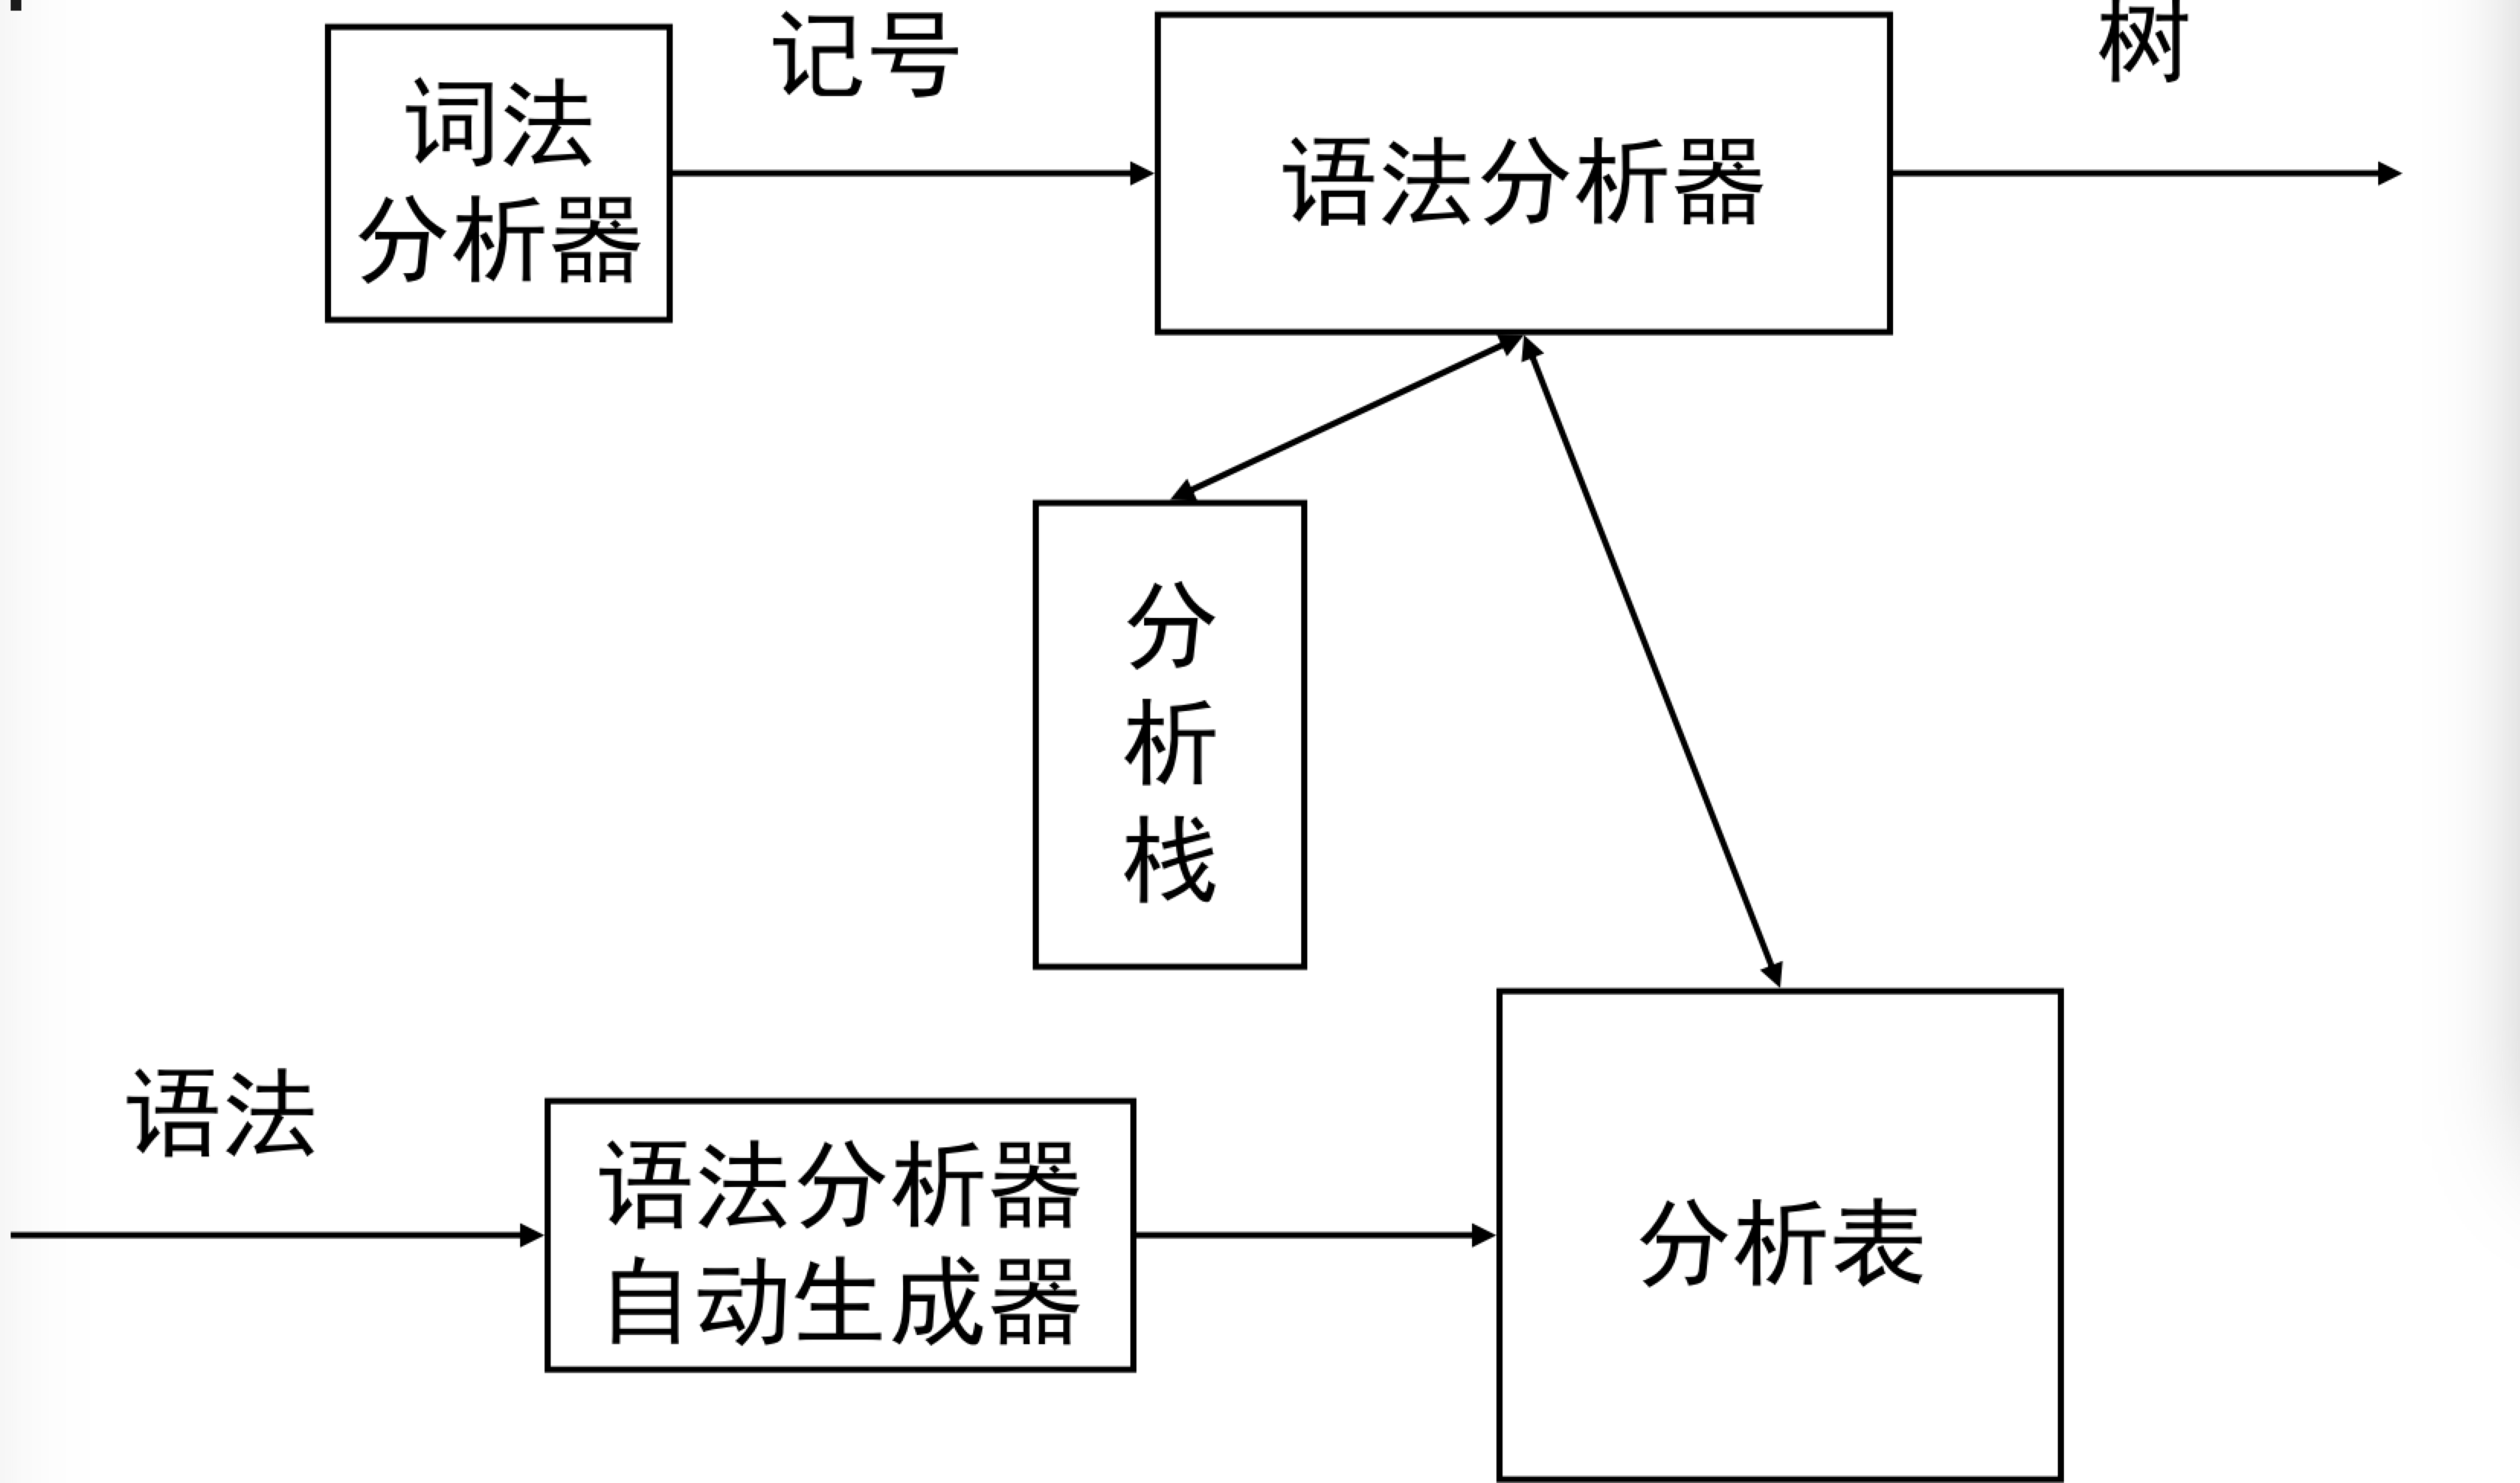 记号
树
词法
分析器
语法分析器
分
析
栈
语法
语法分析器
自动生成器
分析表